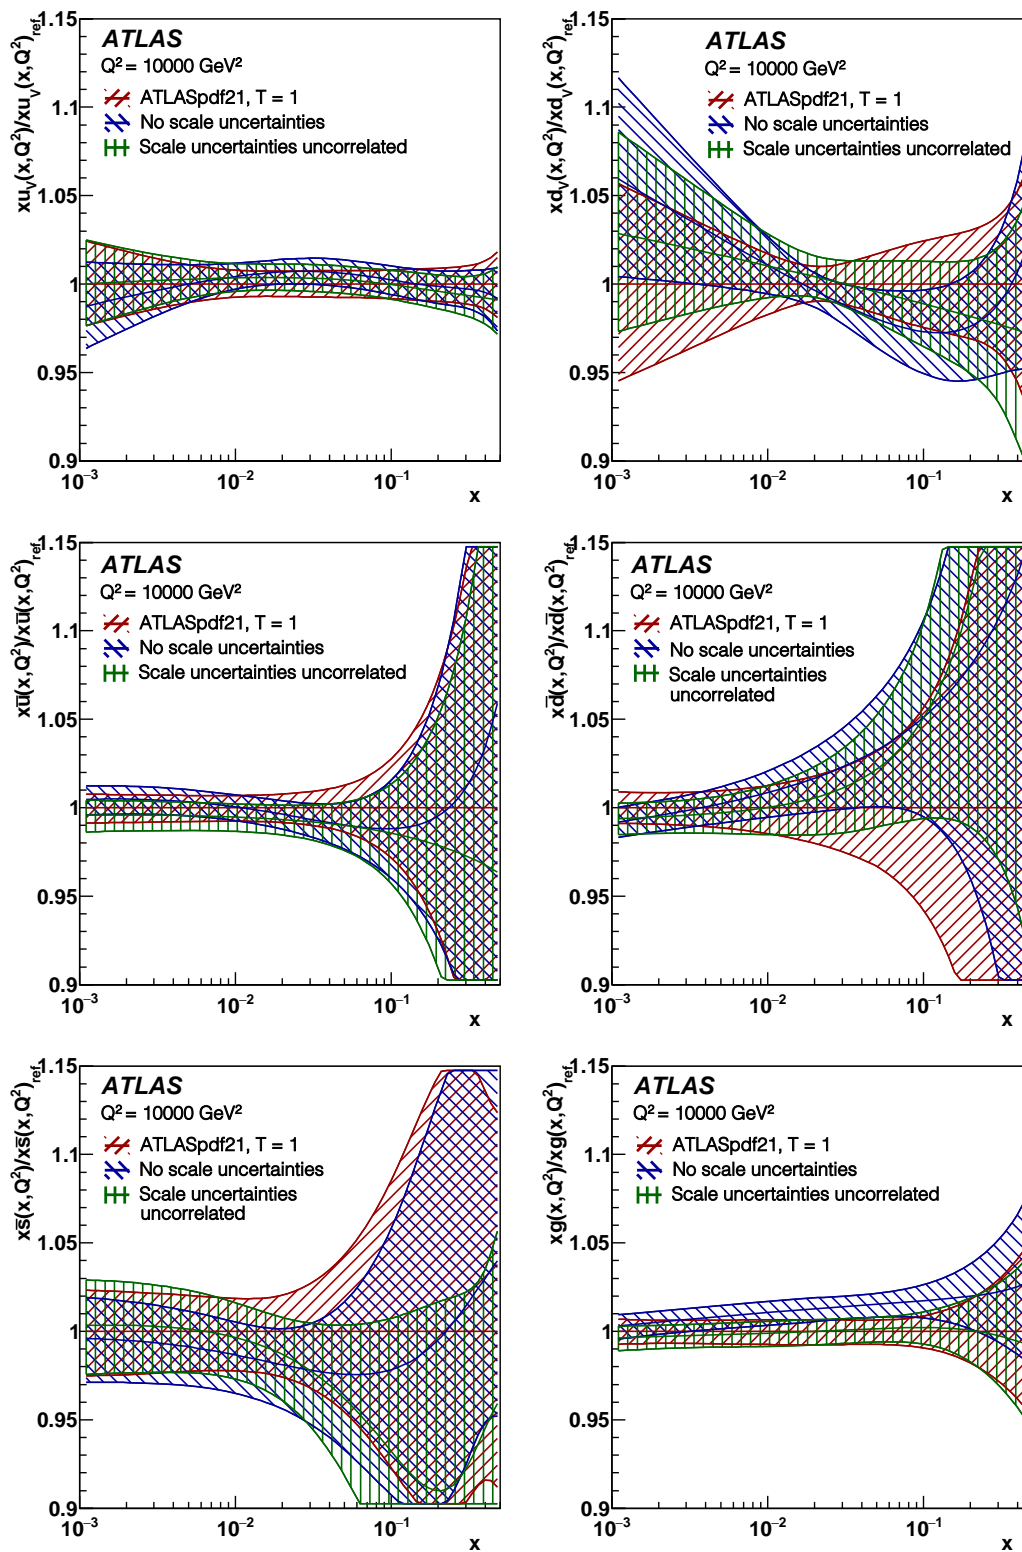 xu_V(x,Q²)/xu_V(x,Q²)_ref
1.15
1.1
1.05
1
0.95
0.9
ATLAS
Q² = 10000 GeV²
ATLASpdf21, T = 1
No scale uncertainties
Scale uncertainties uncorrelated
10⁻³
10⁻²
10⁻¹
x
xd_V(x,Q²)/xd_V(x,Q²)_ref
1.15
1.1
1.05
1
0.95
0.9
ATLAS
Q² = 10000 GeV²
ATLASpdf21, T = 1
No scale uncertainties
Scale uncertainties uncorrelated
10⁻³
10⁻²
10⁻¹
x
xu̅(x,Q²)/xu̅(x,Q²)_ref
1.15
1.1
1.05
1
0.95
0.9
ATLAS
Q² = 10000 GeV²
ATLASpdf21, T = 1
No scale uncertainties
Scale uncertainties uncorrelated
10⁻³
10⁻²
10⁻¹
x
xd̅(x,Q²)/xd̅(x,Q²)_ref
1.15
1.1
1.05
1
0.95
0.9
ATLAS
Q² = 10000 GeV²
ATLASpdf21, T = 1
No scale uncertainties
Scale uncertainties
uncorrelated
10⁻³
10⁻²
10⁻¹
x
xs̅(x,Q²)/xs̅(x,Q²)_ref
1.15
1.1
1.05
1
0.95
0.9
ATLAS
Q² = 10000 GeV²
ATLASpdf21, T = 1
No scale uncertainties
Scale uncertainties
uncorrelated
10⁻³
10⁻²
10⁻¹
x
xg(x,Q²)/xg(x,Q²)_ref
1.15
1.1
1.05
1
0.95
0.9
ATLAS
Q² = 10000 GeV²
ATLASpdf21, T = 1
No scale uncertainties
Scale uncertainties uncorrelated
10⁻³
10⁻²
10⁻¹
x